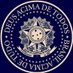 BRASIL ACIMA DE TUDO • DEUS ACIMA DE TODOS •